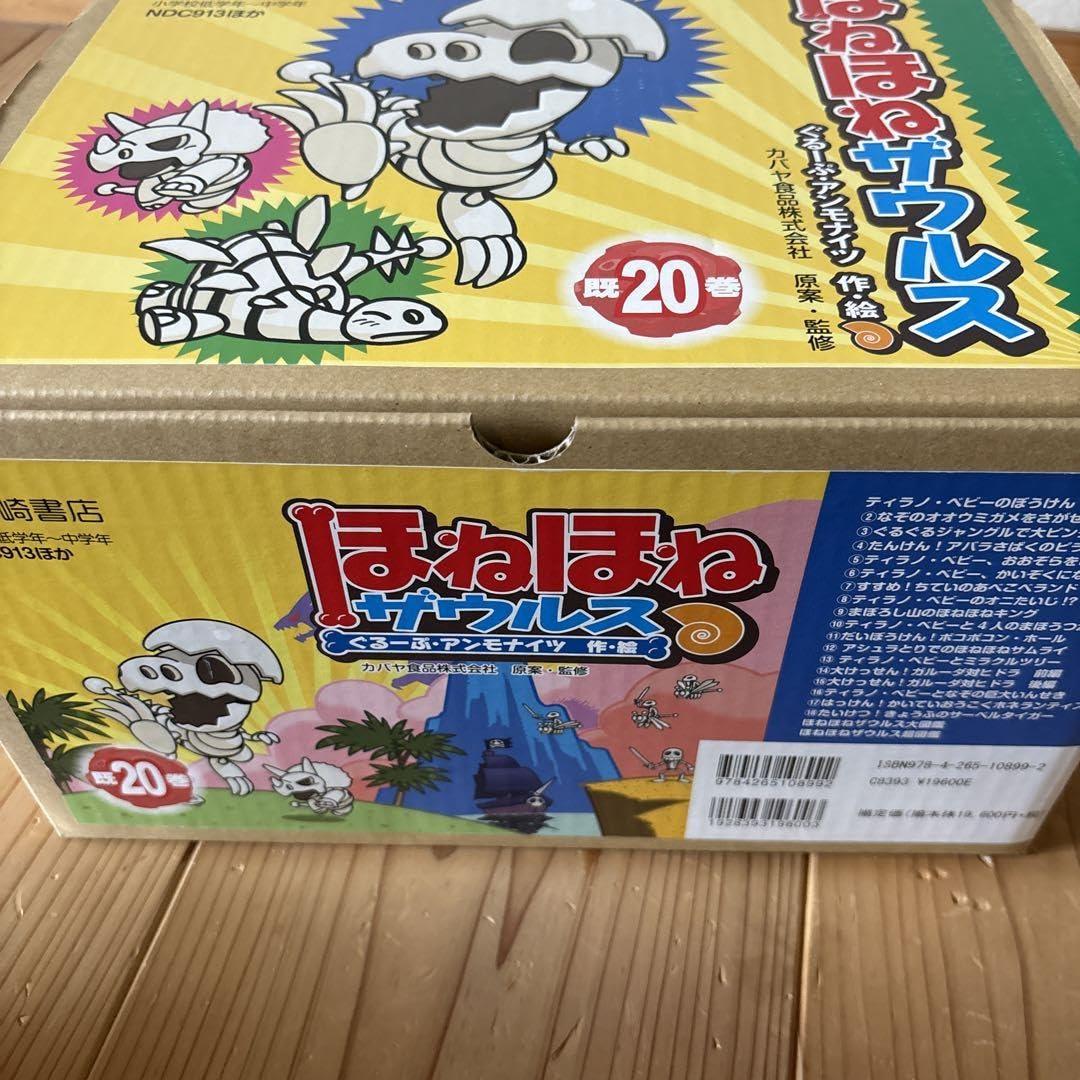 小学校低学年～中学年
NDC913ほか
ほねほね
ザウルス
ぐるーぷ・アンモナイツ 作・絵
カバヤ食品株式会社 原案・監修
既20巻
崎書店
低学年～中学年
913ほか
ほねほね
ザウルス
ぐるーぷ・アンモナイツ 作・絵
カバヤ食品株式会社 原案・監修
既20巻
ティラノ・ベビーのぼうけん
②なぞのオオウミガメをさがせ
③ぐるぐるジャングルで大ピン
④たんけん!アバラさばくのピラ
⑤ティラノ・ベビー、おおぞらを
⑥ティラノ・ベビー、かいぞくにな
⑦すすめ!ちていのあべこべランド
⑧ティラノ・ベビーのオニたいじ!?
⑨まぼろし山のほねほねキング
⑩ティラノ・ベビーと4人のまほうつか
⑪だいぼうけん!ボコボコン・ホール
⑫アシュラとりでのほねほねサムライ
⑬ティラノ・ベビーとミラクルツリー
⑭大けっせん!ガルーダ対ヒドラ 前編
⑮大けっせん!ガルーダ対ヒドラ 後編
⑯ティラノ・ベビーとなぞの巨大いんせき
⑰はっけん!かいていおうこくホネランティス
⑱たいけつ!きょうふのサーベルタイガー
ほねほねザウルス大図鑑
ほねほねザウルス超図鑑
9784265108992
1928393196003
ISBN978-4-265-10899-2
C8393 ¥19600E
揃定価(揃本体19,600円+税